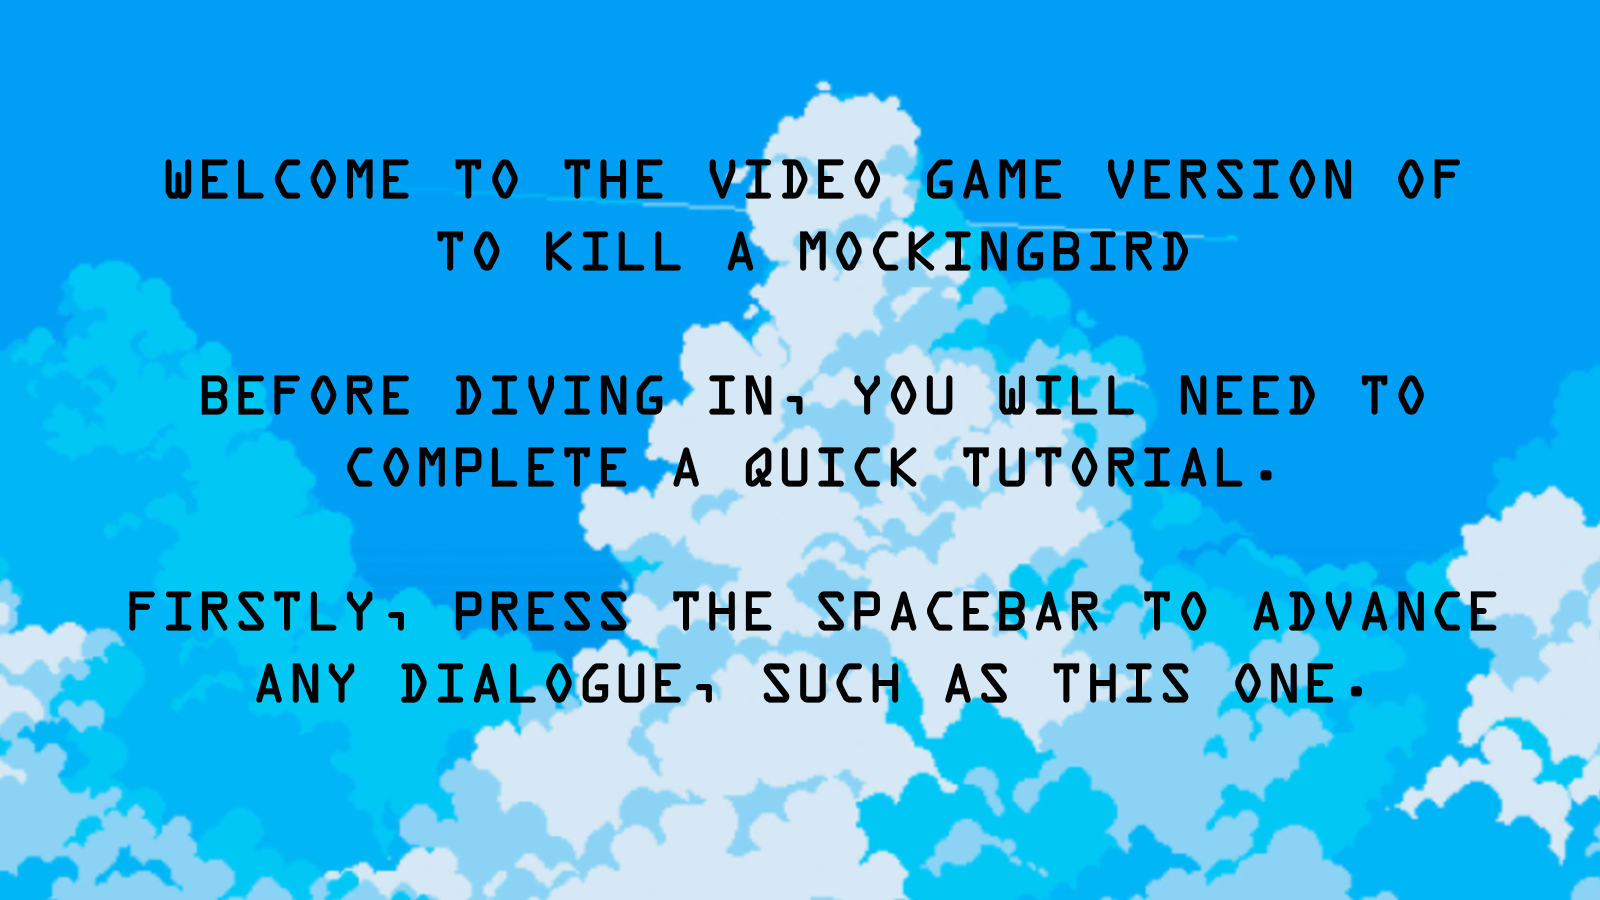 WELCOME TO THE VIDEO GAME VERSION OF
TO KILL A MOCKINGBIRD
BEFORE DIVING IN, YOU WILL NEED TO
COMPLETE A QUICK TUTORIAL.
FIRSTLY, PRESS THE SPACEBAR TO ADVANCE
ANY DIALOGUE, SUCH AS THIS ONE.